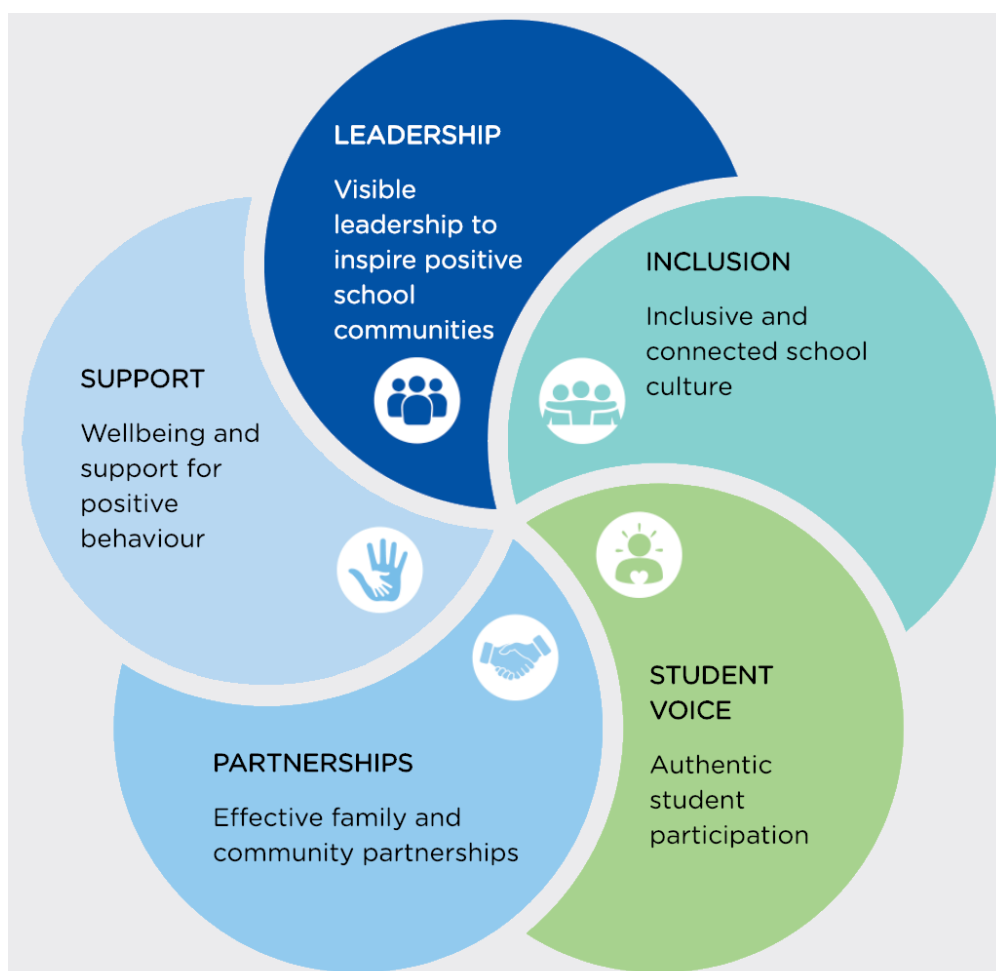 LEADERSHIP
Visible
leadership to
inspire positive
school
communities
INCLUSION
Inclusive and
connected school
culture
STUDENT
VOICE
Authentic
student
participation
PARTNERSHIPS
Effective family and
community partnerships
SUPPORT
Wellbeing and
support for
positive
behaviour